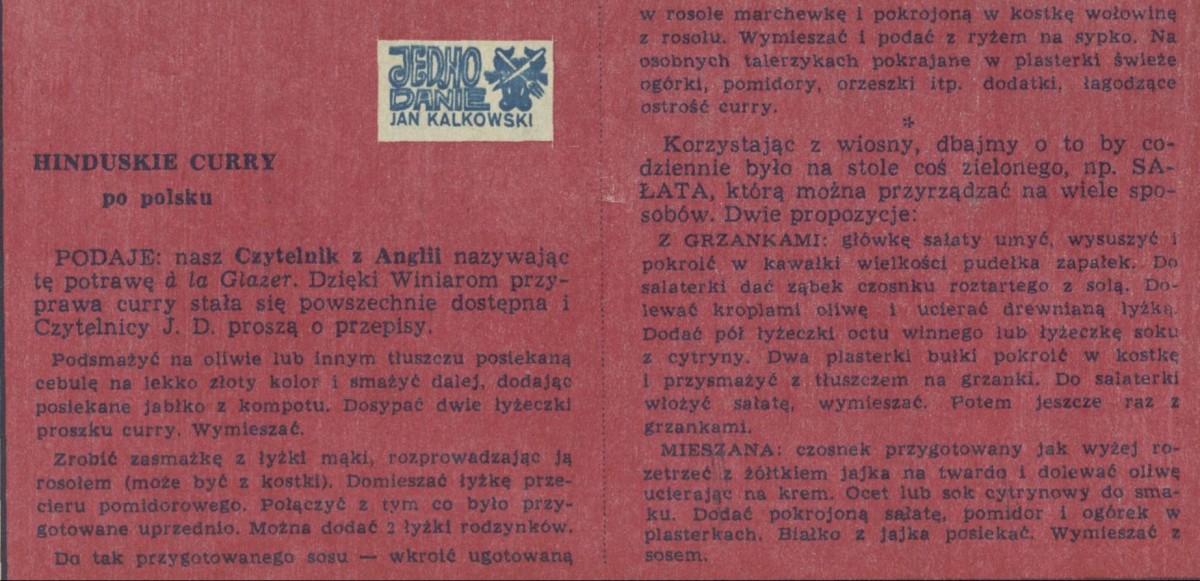 JEDNO
DANIE
JAN KALKOWSKI
HINDUSKIE CURRY
po polsku
PODAJE: nasz Czytelnik z Anglii nazywając
tę potrawę à la Glazer. Dzięki Winiarom przy-
prawa curry stała się powszechnie dostępna i
Czytelnicy J. D. proszą o przepisy.
Podsmażyć na oliwie lub innym tłuszczu posiekaną
cebulę na lekko złoty kolor i smażyć dalej, dodając
posiekane jabłko z kompotu. Dosypać dwie łyżeczki
proszku curry. Wymieszać.
Zrobić zasmażkę z łyżki mąki, rozprowadzając ją
rosołem (może być z kostki). Domieszać łyżkę prze-
cieru pomidorowego. Połączyć z tym co było przy-
gotowane uprzednio. Można dodać 2 łyżki rodzynków.
Do tak przygotowanego sosu — wkroić ugotowaną
w rosole marchewkę i pokrojoną w kostkę wołowinę
z rosołu. Wymieszać i podać z ryżem na sypko. Na
osobnych talerzykach pokrajane w plasterki świeże
ogórki, pomidory, orzeszki itp. dodatki, łagodzące
ostrość curry.
*
Korzystając z wiosny, dbajmy o to by co-
dziennie było na stole coś zielonego, np. SA-
ŁATA, którą można przyrządzać na wiele spo-
sobów. Dwie propozycje:
Z GRZANKAMI: główkę sałaty umyć, wysuszyć i
pokroić w kawałki wielkości pudełka zapałek. Do
salaterki dać ząbek czosnku roztartego z solą. Do-
lewać kroplami oliwę i ucierać drewnianą łyżką.
Dodać pół łyżeczki octu winnego lub łyżeczkę soku
z cytryny. Dwa plasterki bułki pokroić w kostkę
i przysmażyć z tłuszczem na grzanki. Do salaterki
włożyć sałatę, wymieszać. Potem jeszcze raz z
grzankami.
MIESZANA: czosnek przygotowany jak wyżej ro-
zetrzeć z żółtkiem jajka na twardo i dolewać oliwę
ucierając na krem. Ocet lub sok cytrynowy do sma-
ku. Dodać pokrojoną sałatę, pomidor i ogórek w
plasterkach. Białko z jajka posiekać. Wymieszać z
sosem.